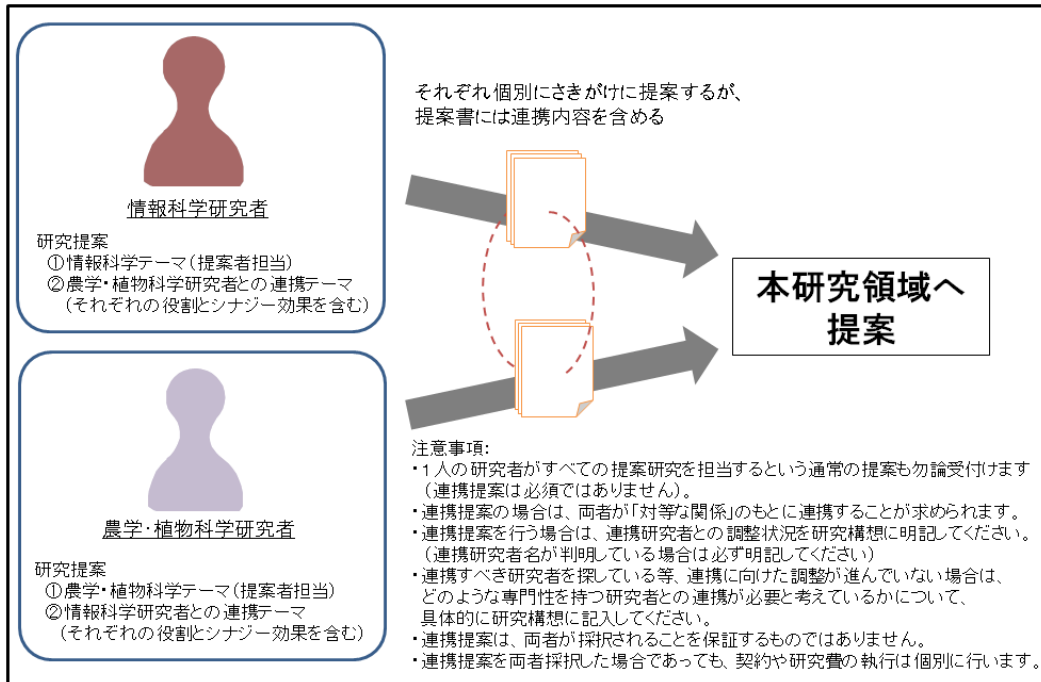 情報科学研究者
研究提案
①情報科学テーマ(提案者担当)
②農学・植物科学研究者との連携テーマ
(それぞれの役割とシナジー効果を含む)
農学・植物科学研究者
研究提案
①農学・植物科学テーマ(提案者担当)
②情報科学研究者との連携テーマ
(それぞれの役割とシナジー効果を含む)
それぞれ個別にさきがけに提案するが、
提案書には連携内容を含める
本研究領域へ
提案
注意事項:
・1人の研究者がすべての提案研究を担当するという通常の提案も勿論受付けます
(連携提案は必須ではありません)。
・連携提案の場合は、両者が「対等な関係」のもとに連携することが求められます。
・連携提案を行う場合は、連携研究者との調整状況を研究構想に明記してください。
(連携研究者名が判明している場合は必ず明記してください)
・連携すべき研究者を探している等、連携に向けた調整が進んでいない場合は、
どのような専門性を持つ研究者との連携が必要と考えているかについて、
具体的に研究構想に記入してください。
・連携提案は、両者が採択されることを保証するものではありません。
・連携提案を両者採択した場合であっても、契約や研究費の執行は個別に行います。